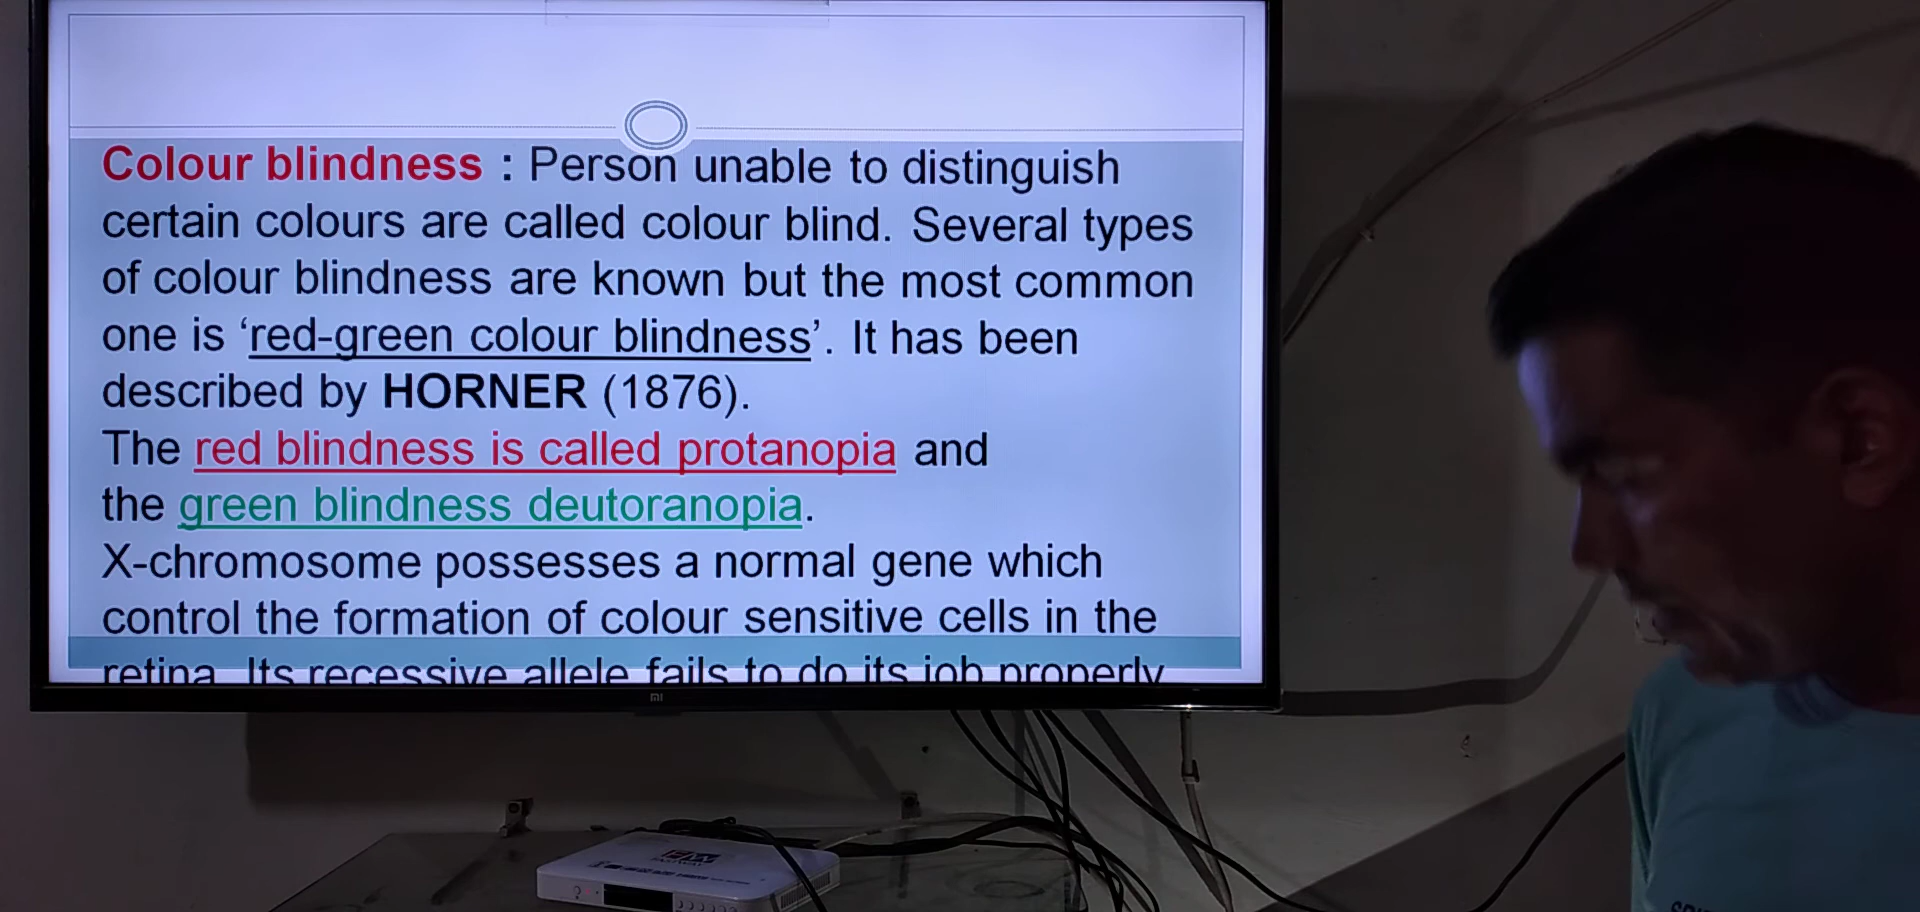 Colour blindness : Person unable to distinguish
certain colours are called colour blind. Several types
of colour blindness are known but the most common
one is ‘red-green colour blindness’. It has been
described by HORNER (1876).
The red blindness is called protanopia and
the green blindness deutoranopia.
X-chromosome possesses a normal gene which
control the formation of colour sensitive cells in the
retina. Its recessive allele fails to do its job properly
mi